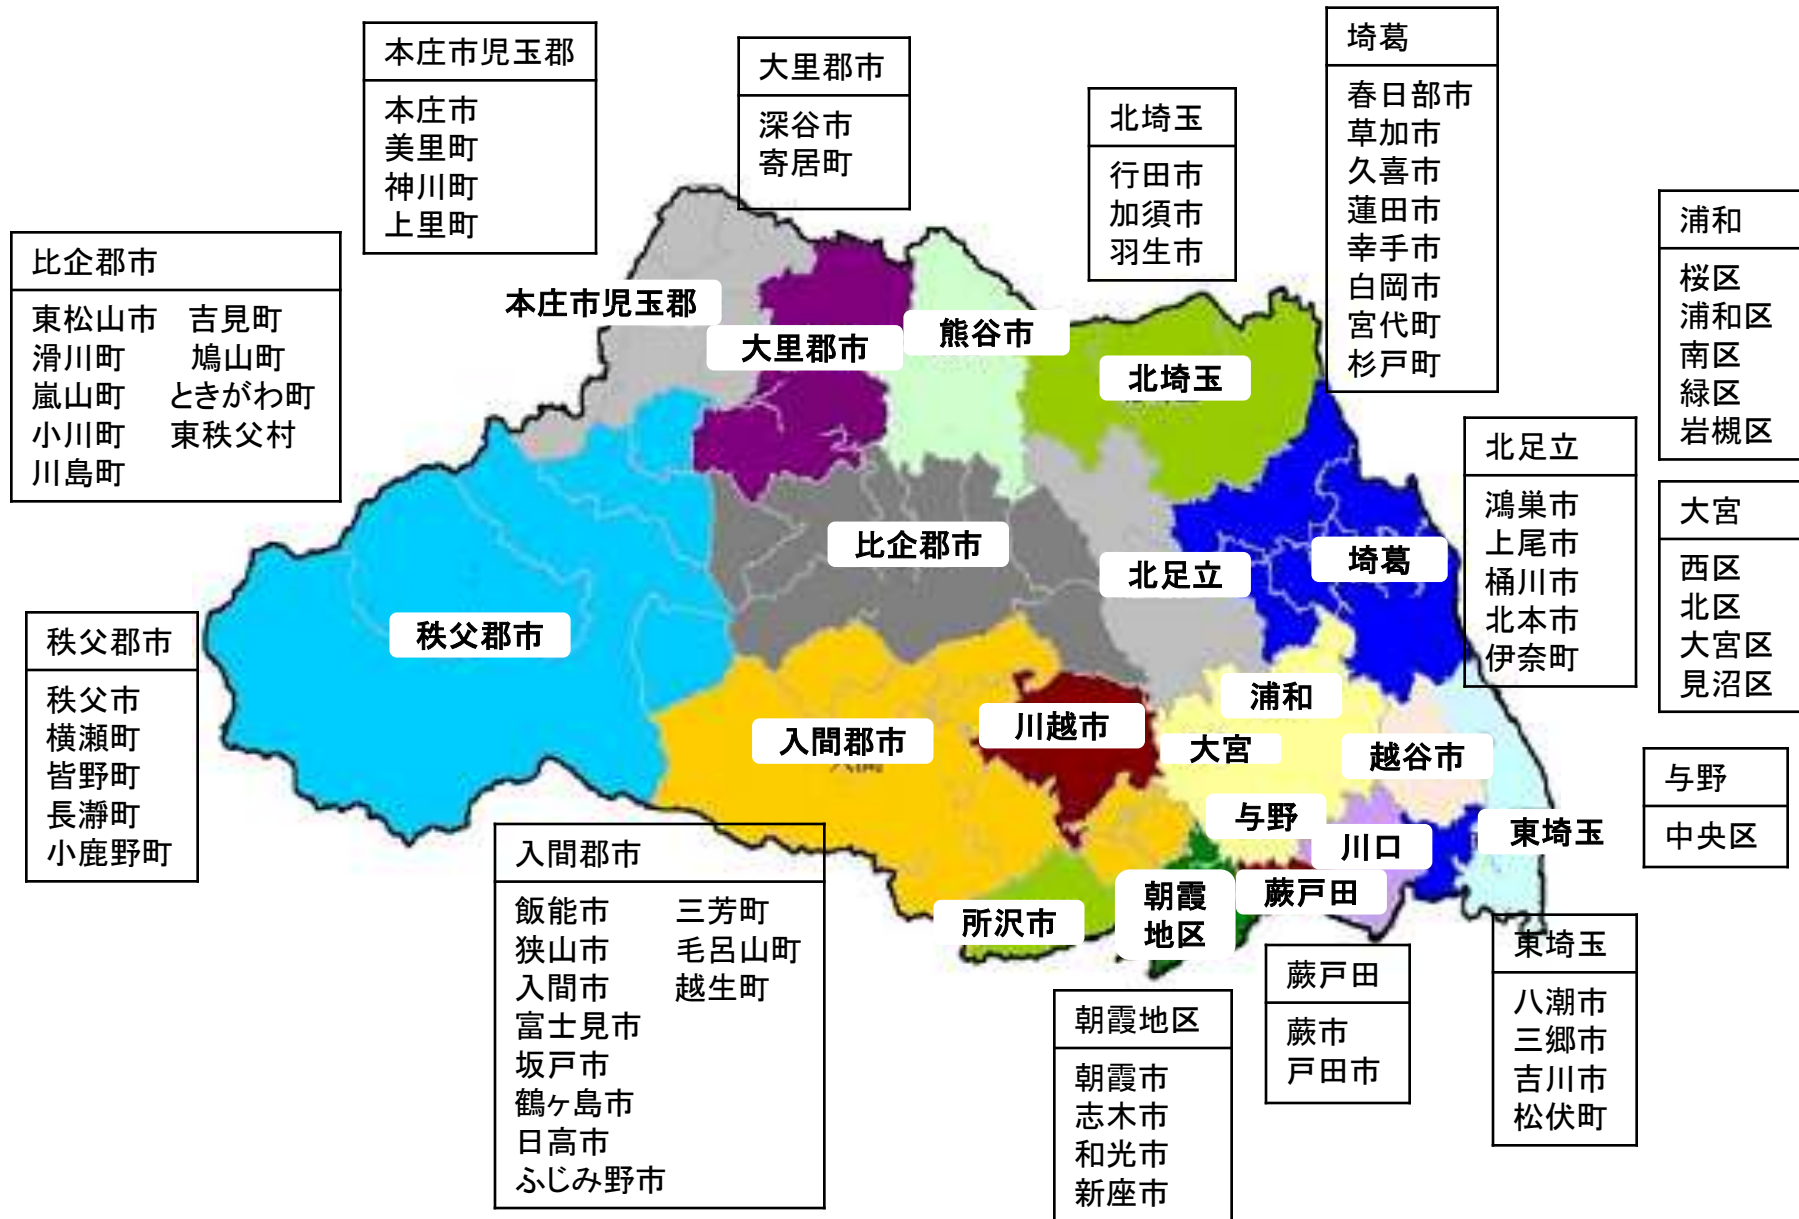 本庄市児玉郡
本庄市
美里町
神川町
上里町
大里郡市
深谷市
寄居町
北埼玉
行田市
加須市
羽生市
埼葛
春日部市
草加市
久喜市
蓮田市
幸手市
白岡市
宮代町
杉戸町
浦和
桜区
浦和区
南区
緑区
岩槻区
比企郡市
東松山市 吉見町
滑川町 鳩山町
嵐山町 ときがわ町
小川町 東秩父村
川島町
北足立
鴻巣市
上尾市
桶川市
北本市
伊奈町
大宮
西区
北区
大宮区
見沼区
秩父郡市
秩父市
横瀬町
皆野町
長瀞町
小鹿野町
与野
中央区
入間郡市
飯能市 三芳町
狭山市 毛呂山町
入間市 越生町
富士見市
坂戸市
鶴ヶ島市
日高市
ふじみ野市
朝霞地区
朝霞市
志木市
和光市
新座市
蕨戸田
蕨市
戸田市
東埼玉
八潮市
三郷市
吉川市
松伏町
本庄市児玉郡
大里郡市
熊谷市
北埼玉
比企郡市
北足立
埼葛
秩父郡市
入間郡市
川越市
浦和
大宮
越谷市
与野
川口
東埼玉
蕨戸田
朝霞
地区
所沢市